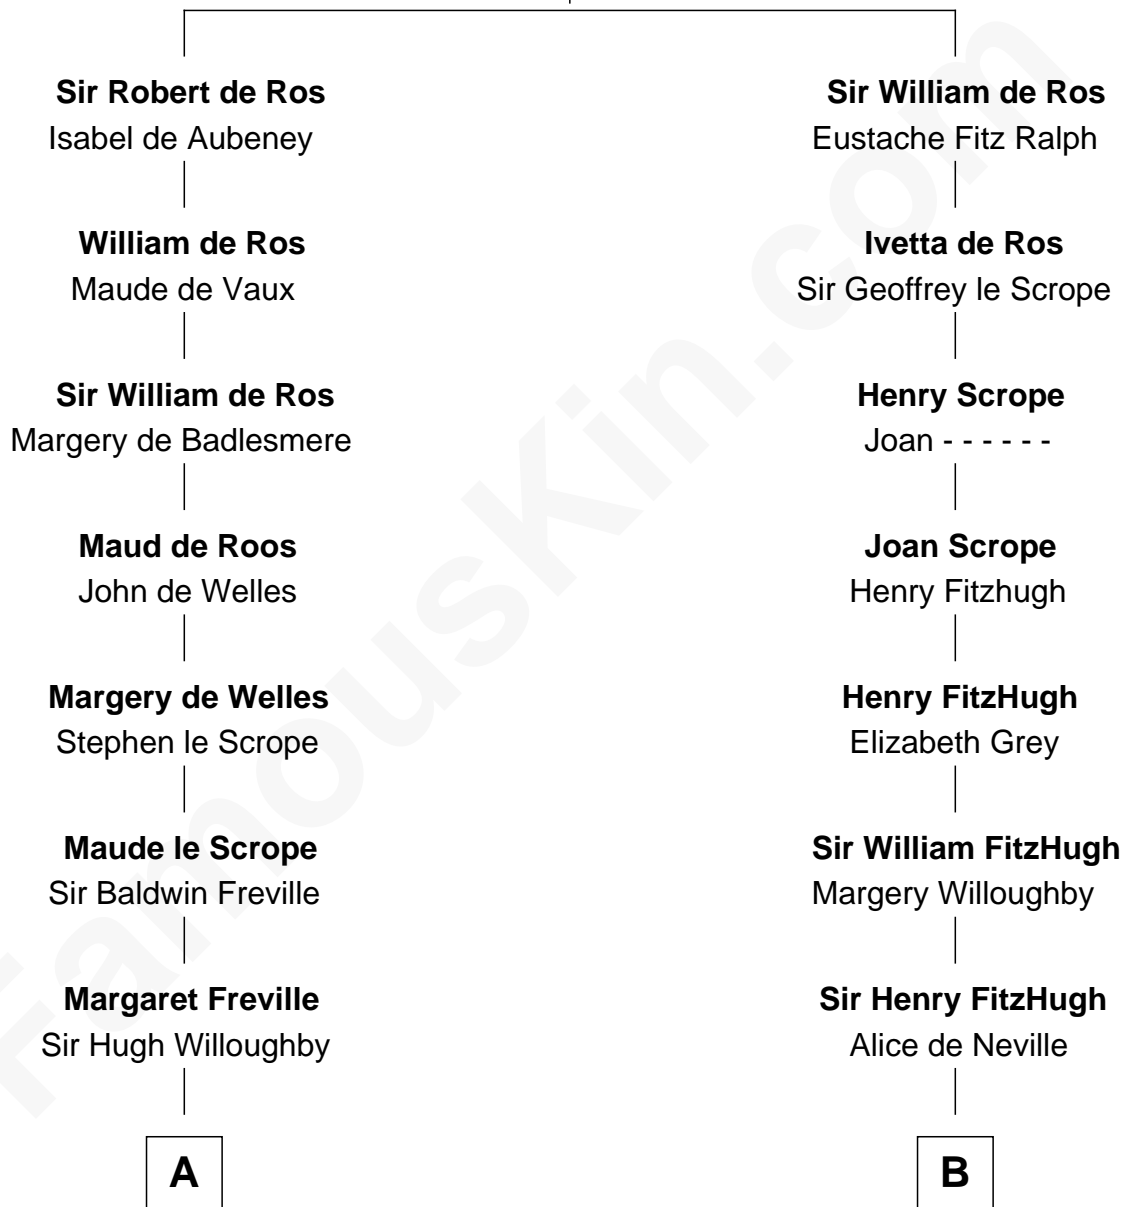 Sir Robert de Ros
Isabel de Aubeney
William de Ros
Maude de Vaux
Sir William de Ros
Margery de Badlesmere
Maud de Roos
John de Welles
Margery de Welles
Stephen le Scrope
Maude le Scrope
Sir Baldwin Freville
Margaret Freville
Sir Hugh Willoughby
A
Sir William de Ros
Eustache Fitz Ralph
Ivetta de Ros
Sir Geoffrey le Scrope
Henry Scrope
Joan - - - - - -
Joan Scrope
Henry Fitzhugh
Henry FitzHugh
Elizabeth Grey
Sir William FitzHugh
Margery Willoughby
Sir Henry FitzHugh
Alice de Neville
B
FamousKin.com